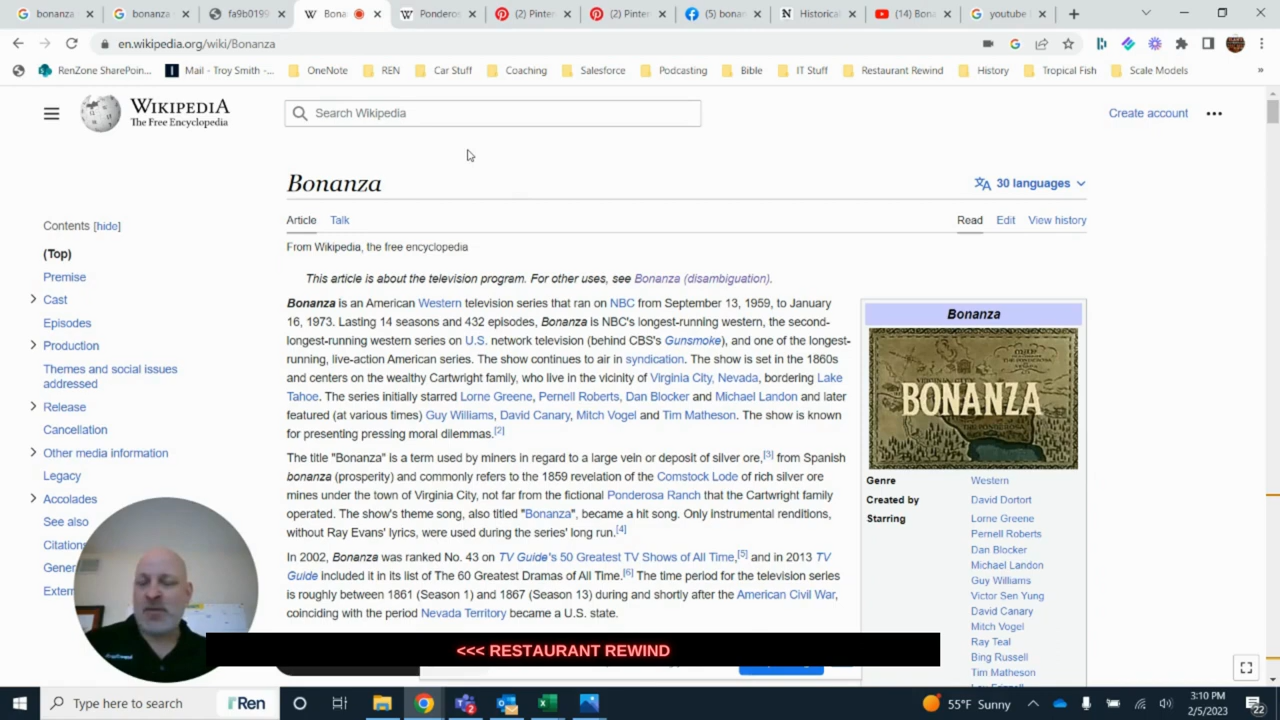 bonanza
bonanza
fa9b0199
Bona
Ponderos
(2) Pinter
(2) Pinter
(5) bonan
Historical
(14) Bon
youtube
en.wikipedia.org/wiki/Bonanza
RenZone SharePoin...
Mail - Troy Smith -...
OneNote
REN
Car Stuff
Coaching
Salesforce
Podcasting
Bible
IT Stuff
Restaurant Rewind
History
Tropical Fish
Scale Models
»
WIKIPEDIA
The Free Encyclopedia
Search Wikipedia
Create account
Bonanza
30 languages
Article Talk
Read Edit View history
From Wikipedia, the free encyclopedia
Contents [hide]
(Top)
Premise
Cast
Episodes
Production
Themes and social issues
addressed
Release
Cancellation
Other media information
Legacy
Accolades
See also
Citation
Gener
Extern
This article is about the television program. For other uses, see Bonanza (disambiguation).
Bonanza is an American Western television series that ran on NBC from September 13, 1959, to January
16, 1973. Lasting 14 seasons and 432 episodes, Bonanza is NBC's longest-running western, the second-
longest-running western series on U.S. network television (behind CBS's Gunsmoke), and one of the longest-
running, live-action American series. The show continues to air in syndication. The show is set in the 1860s
and centers on the wealthy Cartwright family, who live in the vicinity of Virginia City, Nevada, bordering Lake
Tahoe. The series initially starred Lorne Greene, Pernell Roberts, Dan Blocker and Michael Landon and later
featured (at various times) Guy Williams, David Canary, Mitch Vogel and Tim Matheson. The show is known
for presenting pressing moral dilemmas.[2]
The title "Bonanza" is a term used by miners in regard to a large vein or deposit of silver ore,[3] from Spanish
bonanza (prosperity) and commonly refers to the 1859 revelation of the Comstock Lode of rich silver ore
mines under the town of Virginia City, not far from the fictional Ponderosa Ranch that the Cartwright family
operated. The show's theme song, also titled "Bonanza", became a hit song. Only instrumental renditions,
without Ray Evans' lyrics, were used during the series' long run.[4]
In 2002, Bonanza was ranked No. 43 on TV Guide's 50 Greatest TV Shows of All Time,[5] and in 2013 TV
Guide included it in its list of The 60 Greatest Dramas of All Time.[6] The time period for the television series
is roughly between 1861 (Season 1) and 1867 (Season 13) during and shortly after the American Civil War,
coinciding with the period Nevada Territory became a U.S. state.
Bonanza
BONANZA
Genre Western
Created by David Dortort
Starring Lorne Greene
Pernell Roberts
Dan Blocker
Michael Landon
Guy Williams
Victor Sen Yung
David Canary
Mitch Vogel
Ray Teal
Bing Russell
Tim Matheson
<<< RESTAURANT REWIND
Type here to search
Ren
55°F Sunny
3:10 PM
2/5/2023
22